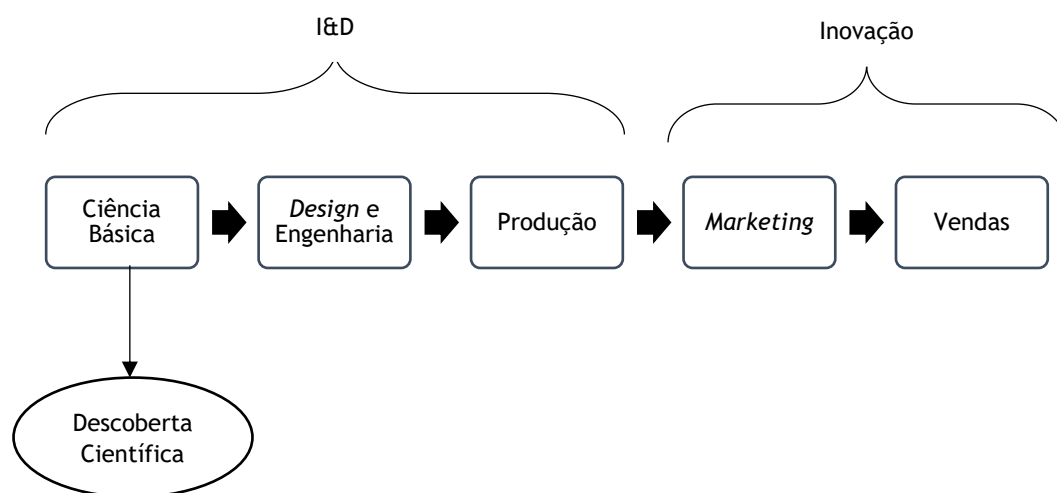 I&D
Inovação
Ciência
Básica
Design e
Engenharia
Produção
Marketing
Vendas
Descoberta
Científica